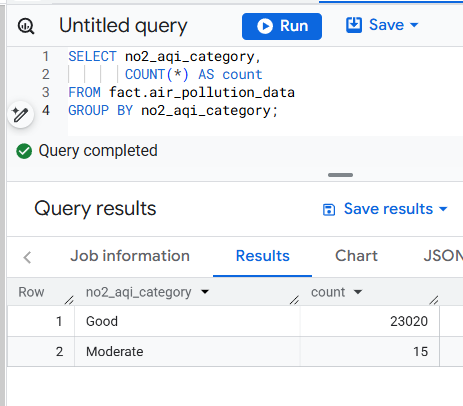 Untitled query Run Save
1 SELECT no2_aqi_category,
2 COUNT(*) AS count
3 FROM fact.air_pollution_data
4 GROUP BY no2_aqi_category;
Query completed
Query results Save results
Job information Results Chart JSON
Row no2_aqi_category count
1 Good 23020
2 Moderate 15